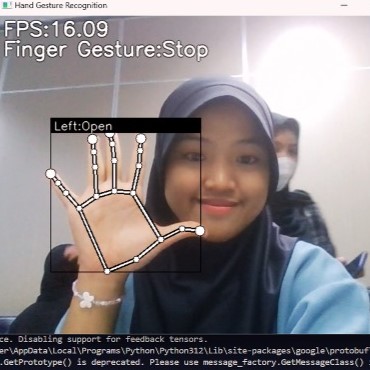 Hand Gesture Recognition
FPS:16.09
Finger Gesture:Stop
Left:Open
ce. Disabling support for feedback tensors.
er\AppData\Local\Programs\Python\Python312\Lib\site-packages\google\protobuf
.GetPrototype() is deprecated. Please use message_factory.GetMessageClass()